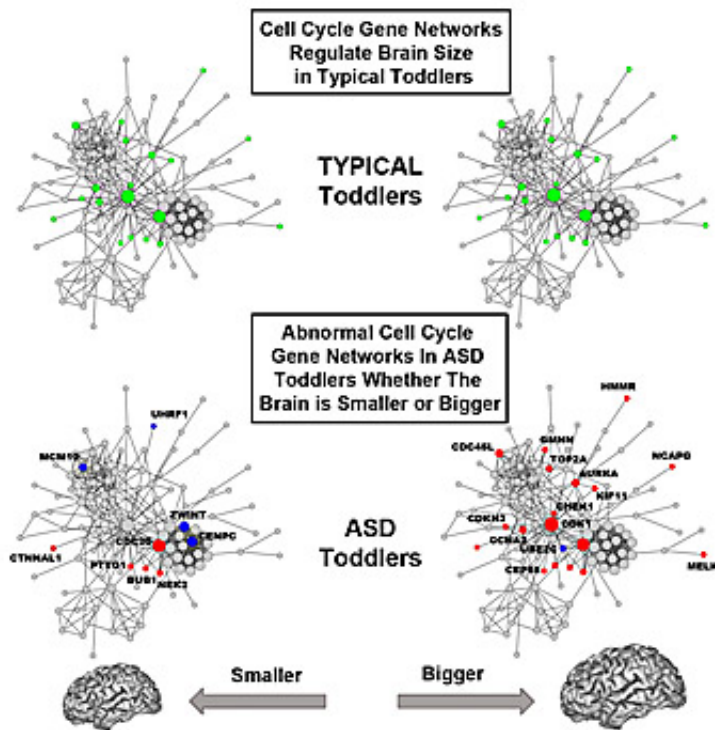 Cell Cycle Gene Networks
Regulate Brain Size
in Typical Toddlers
TYPICAL
Toddlers
Abnormal Cell Cycle
Gene Networks In ASD
Toddlers Whether The
Brain is Smaller or Bigger
UHRF1
MCM10
ZWINT
CDC20
CENPC
CTNNAL1
PTTG1
BUB1
NEK2
ASD
Toddlers
HMMR
CDC45L
GMNN
TOP2A
NCAPG
AURKA
KIF11
CHEK1
CDK1
CDKN3
CCNA2
UBE2C
CEP55
MELK
Smaller
Bigger